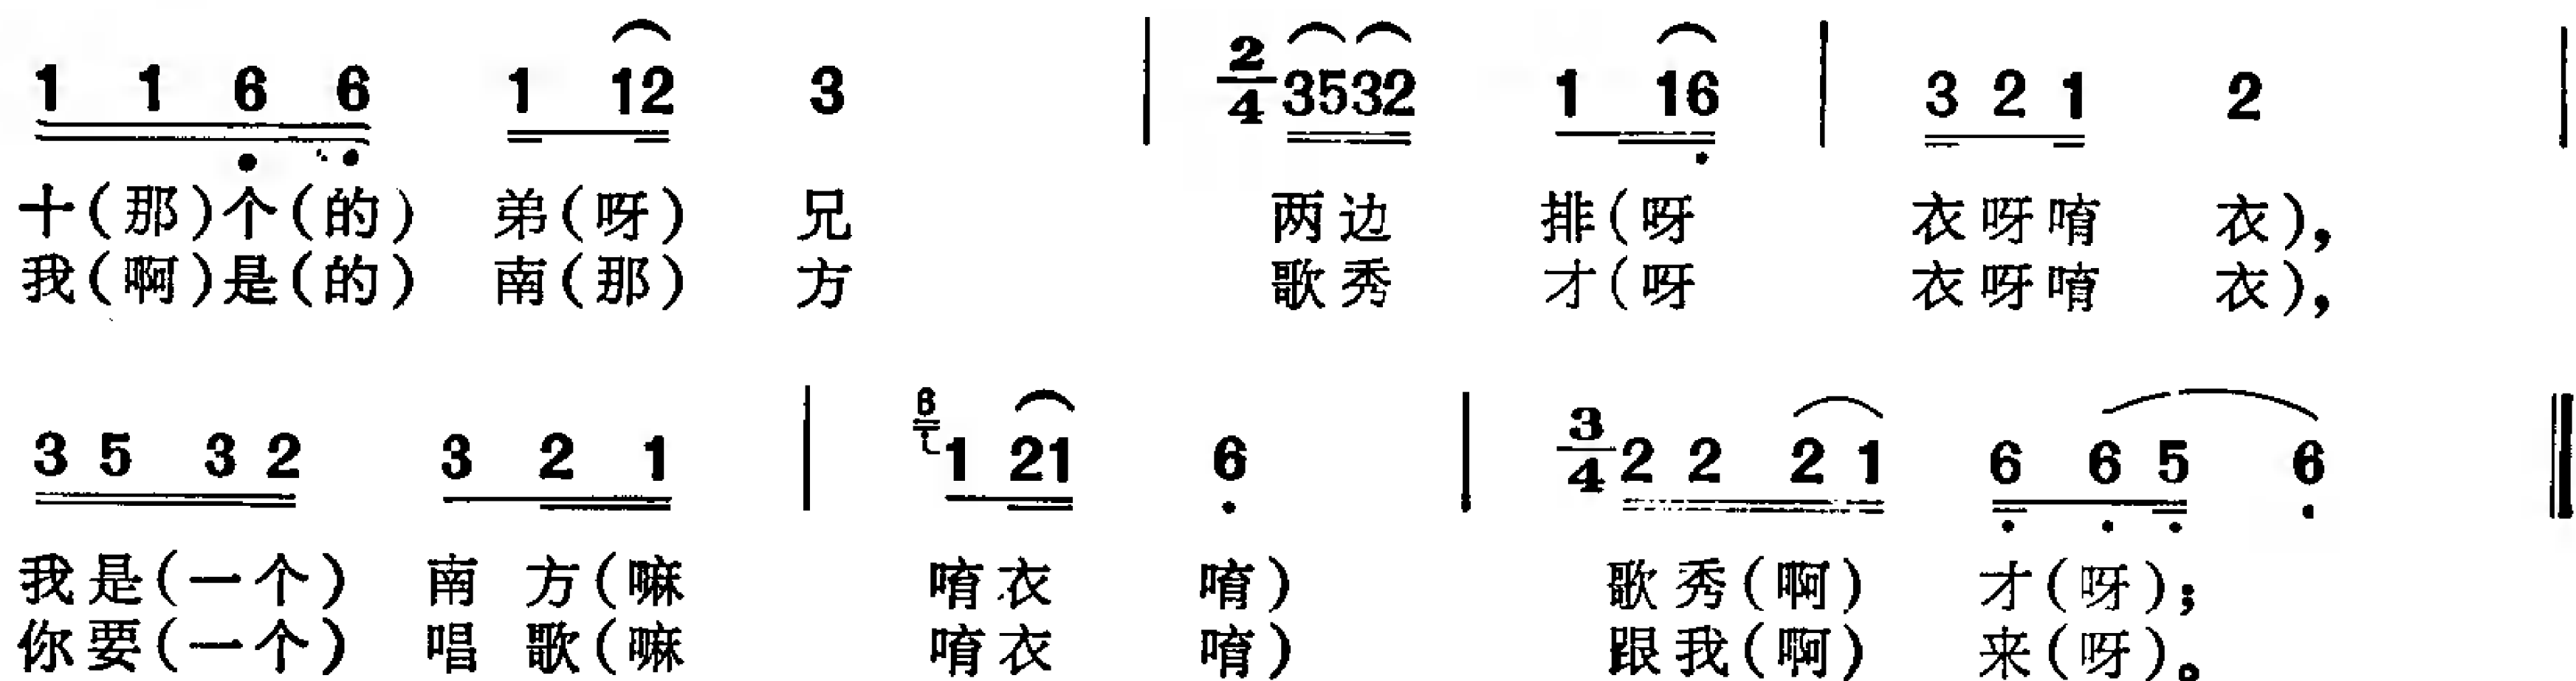 1 1 6 6 1 12 3 | 2/4 3532 1 16 | 3 2 1 2 |
十(那)个(的) 弟(呀) 兄 两边 排(呀 衣呀唷 衣),
我(啊)是(的) 南(那) 方 歌秀 才(呀 衣呀唷 衣),
3 5 3 2 3 2 1 | 6 1 21 6 | 3/4 2 2 2 1 6 6 5 6
我是(一个) 南 方(嘛 唷衣 唷) 歌秀(啊) 才(呀);
你要(一个) 唱 歌(嘛 唷衣 唷) 跟我(啊) 来(呀)。